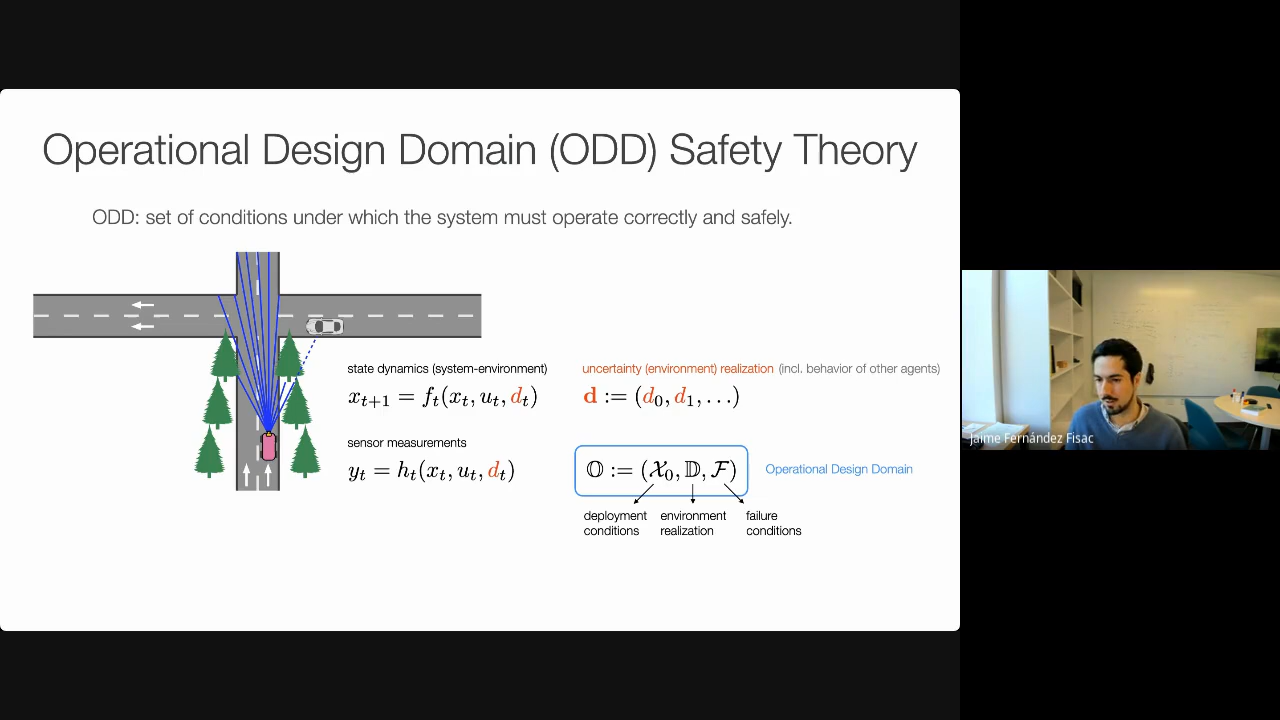 Operational Design Domain (ODD) Safety Theory
ODD: set of conditions under which the system must operate correctly and safely.
state dynamics (system-environment)
x_{t+1} = f_t(x_t, u_t, d_t)
sensor measurements
y_t = h_t(x_t, u_t, d_t)
uncertainty (environment) realization (incl. behavior of other agents)
d := (d_0, d_1, . . .)
𝕆 := (𝒳_0, 𝔻, ℱ)
Operational Design Domain
deployment conditions
environment realization
failure conditions
Jaime Fernández Fisac